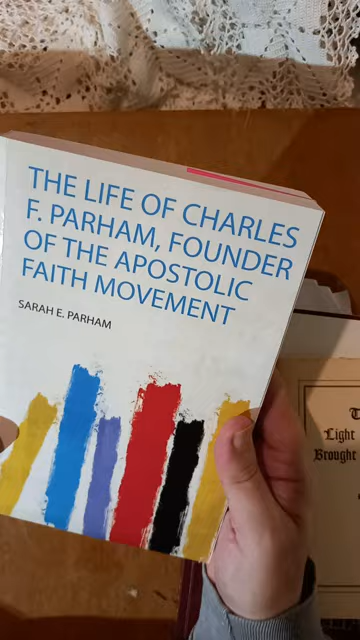 THE LIFE OF CHARLES
F. PARHAM, FOUNDER
OF THE APOSTOLIC
FAITH MOVEMENT
SARAH E. PARHAM
Light
Brought